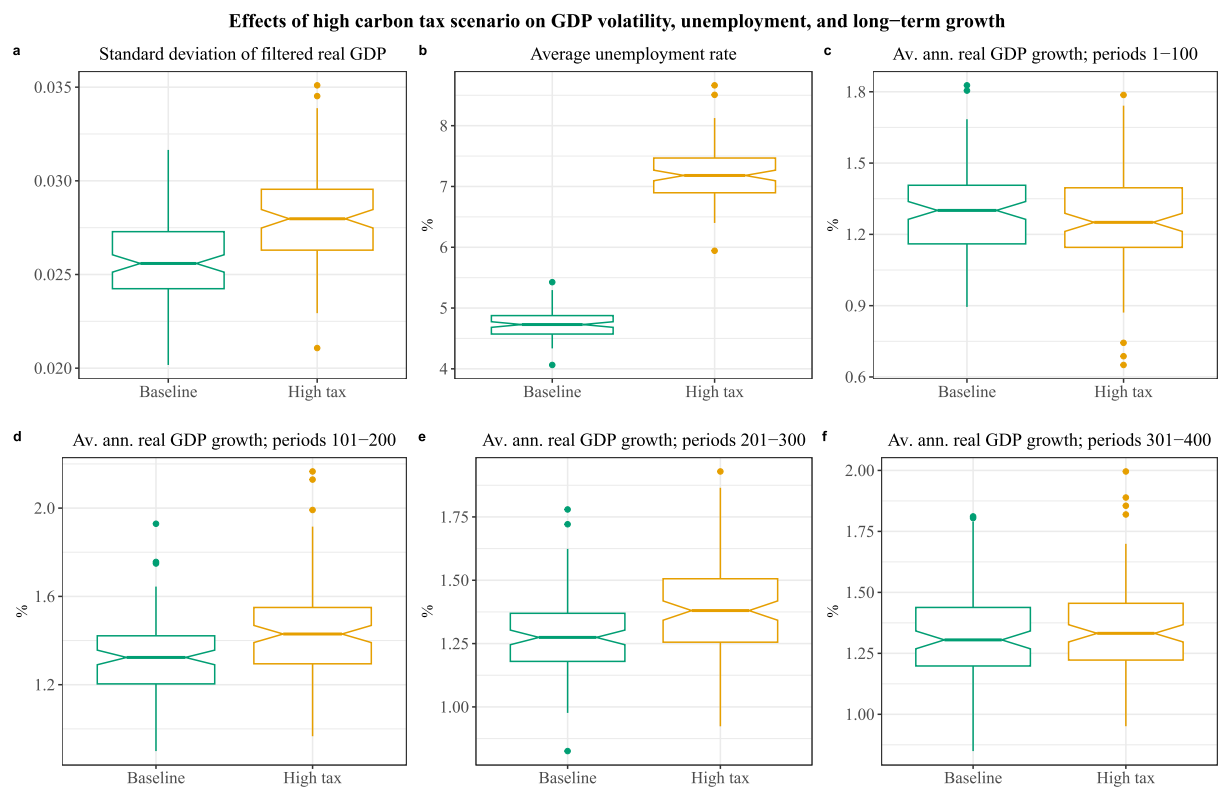 Effects of high carbon tax scenario on GDP volatility, unemployment, and long−term growth
a
Standard deviation of filtered real GDP
0.035
0.030
0.025
0.020
Baseline
High tax
b
Average unemployment rate
%
8
7
6
5
4
Baseline
High tax
c
Av. ann. real GDP growth; periods 1−100
%
1.8
1.5
1.2
0.9
0.6
Baseline
High tax
d
Av. ann. real GDP growth; periods 101−200
%
2.0
1.6
1.2
Baseline
High tax
e
Av. ann. real GDP growth; periods 201−300
%
1.75
1.50
1.25
1.00
Baseline
High tax
f
Av. ann. real GDP growth; periods 301−400
%
2.00
1.75
1.50
1.25
1.00
Baseline
High tax